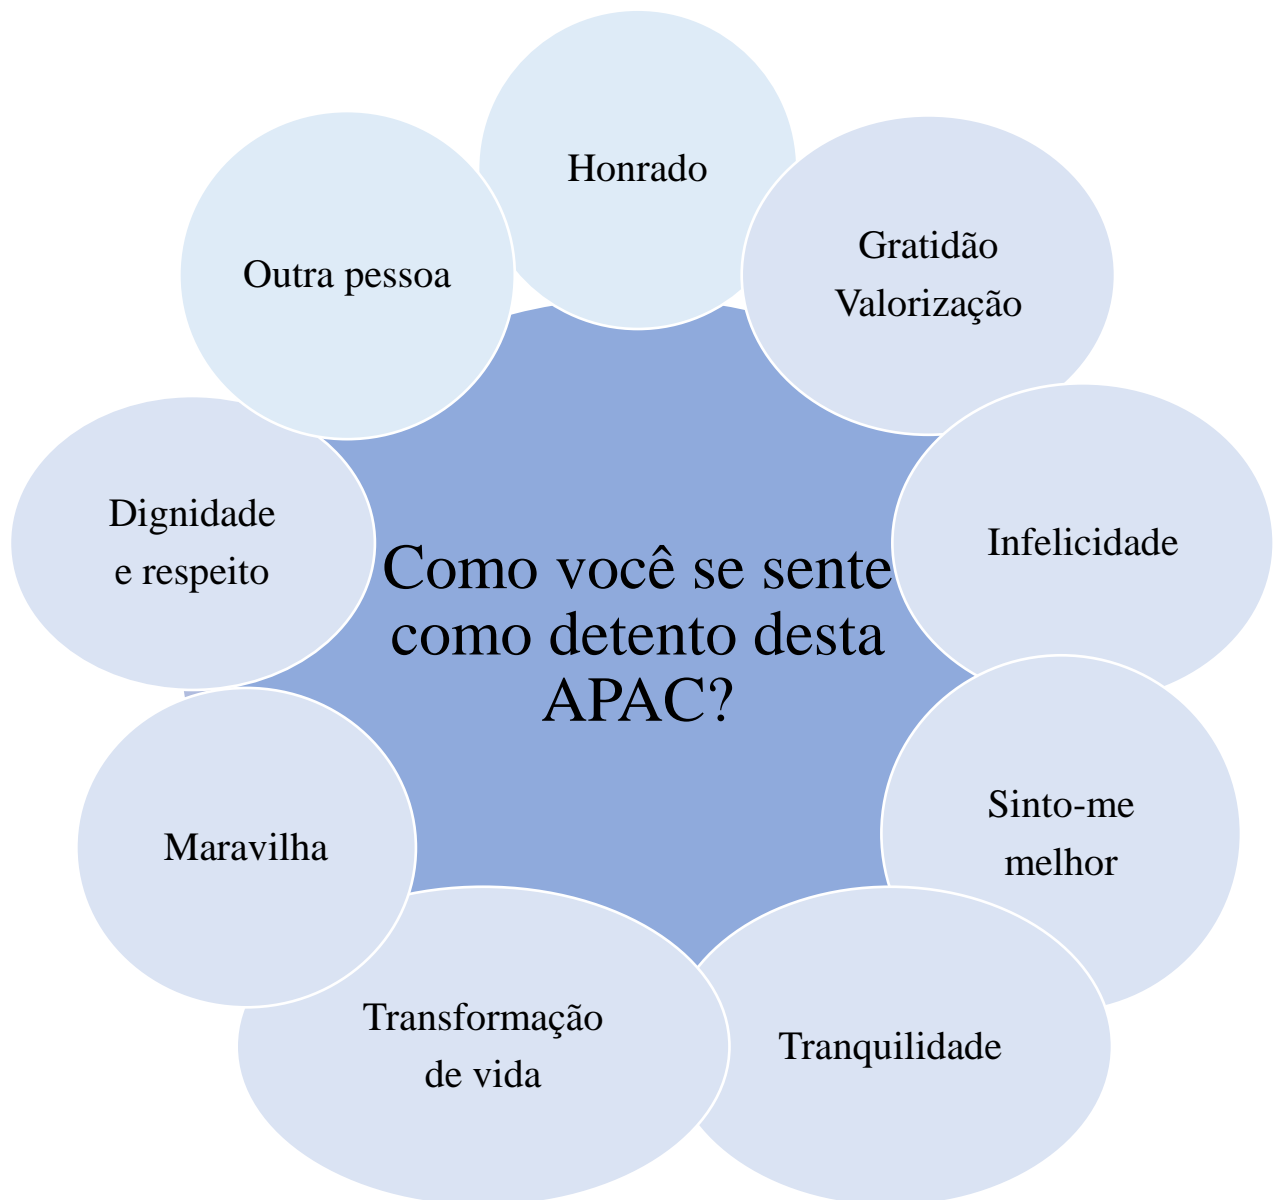 Honrado
Gratidão
Valorização
Outra pessoa
Infelicidade
Dignidade
e respeito
Como você se sente
como detento desta
APAC?
Sinto-me
melhor
Maravilha
Transformação
de vida
Tranquilidade